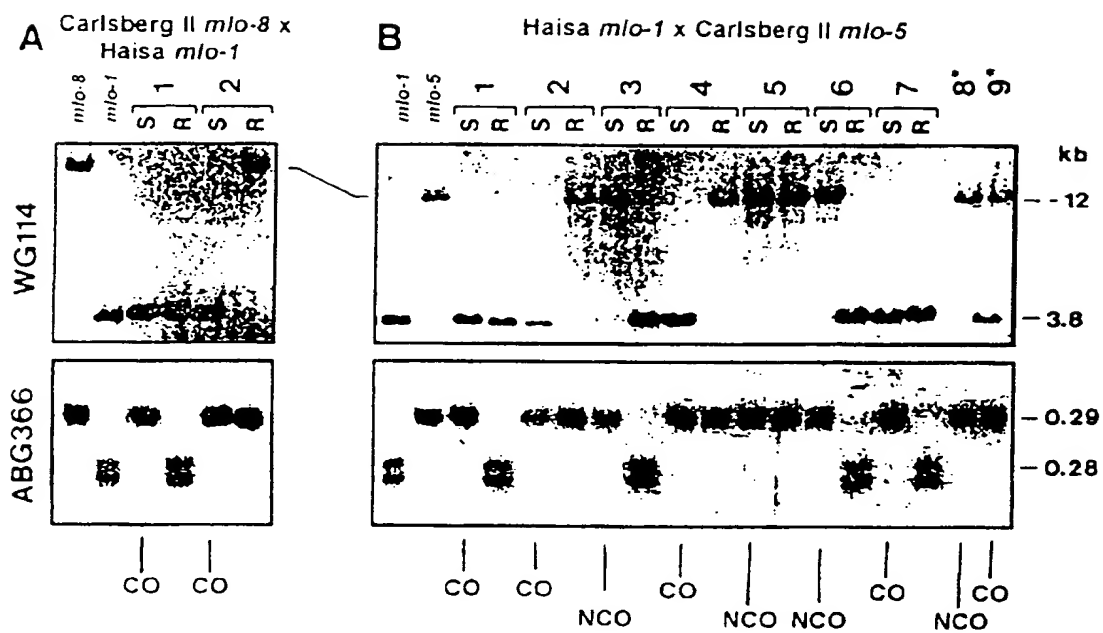 A Carlsberg II mlo-8 x
Haisa mlo-1
mlo-8 mlo-1 1 2
S R S R
B Haisa mlo-1 x Carlsberg II mlo-5
mlo-1 mlo-5 1 2 3 4 5 6 7 8* 9*
S R S R S R S R S R S R S R
kb
WG114
--12
-3.8
ABG366
-0.29
-0.28
CO CO
CO CO NCO CO NCO NCO CO NCO CO